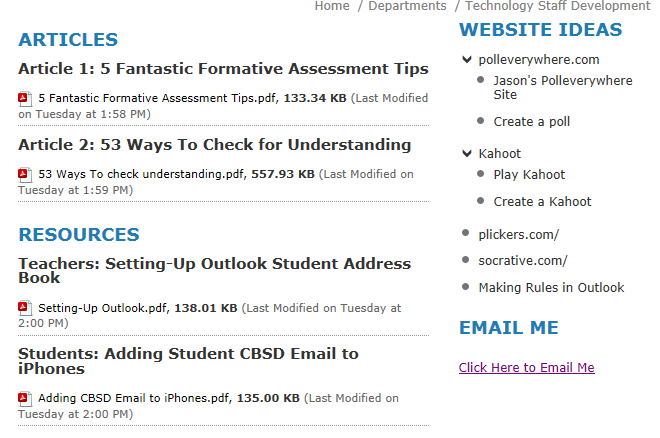 Home / Departments / Technology Staff Development
ARTICLES
Article 1: 5 Fantastic Formative Assessment Tips
5 Fantastic Formative Assessment Tips.pdf, 133.34 KB (Last Modified
on Tuesday at 1:58 PM)
Article 2: 53 Ways To Check for Understanding
53 Ways To check understanding.pdf, 557.93 KB (Last Modified on
Tuesday at 1:59 PM)
RESOURCES
Teachers: Setting-Up Outlook Student Address
Book
Setting-Up Outlook.pdf, 138.01 KB (Last Modified on Tuesday at
2:00 PM)
Students: Adding Student CBSD Email to
iPhones
Adding CBSD Email to iPhones.pdf, 135.00 KB (Last Modified on
Tuesday at 2:00 PM)
WEBSITE IDEAS
polleverywhere.com
Jason's Polleverywhere
Site
Create a poll
Kahoot
Play Kahoot
Create a Kahoot
plickers.com/
socrative.com/
Making Rules in Outlook
EMAIL ME
Click Here to Email Me